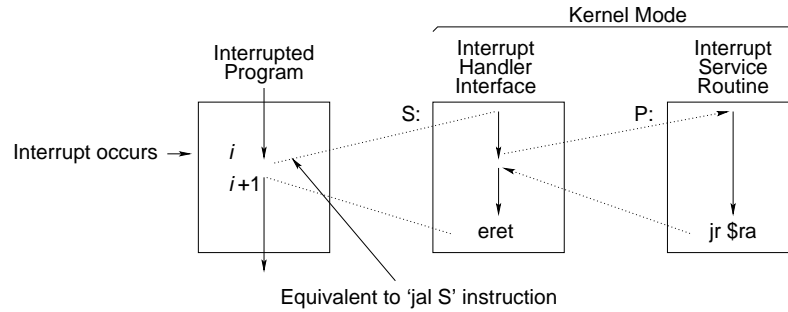 Kernel Mode
Interrupted
Program
Interrupt
Handler
Interface
Interrupt
Service
Routine
S:
P:
Interrupt occurs
i
i+1
eret
jr $ra
Equivalent to ‘jal S’ instruction